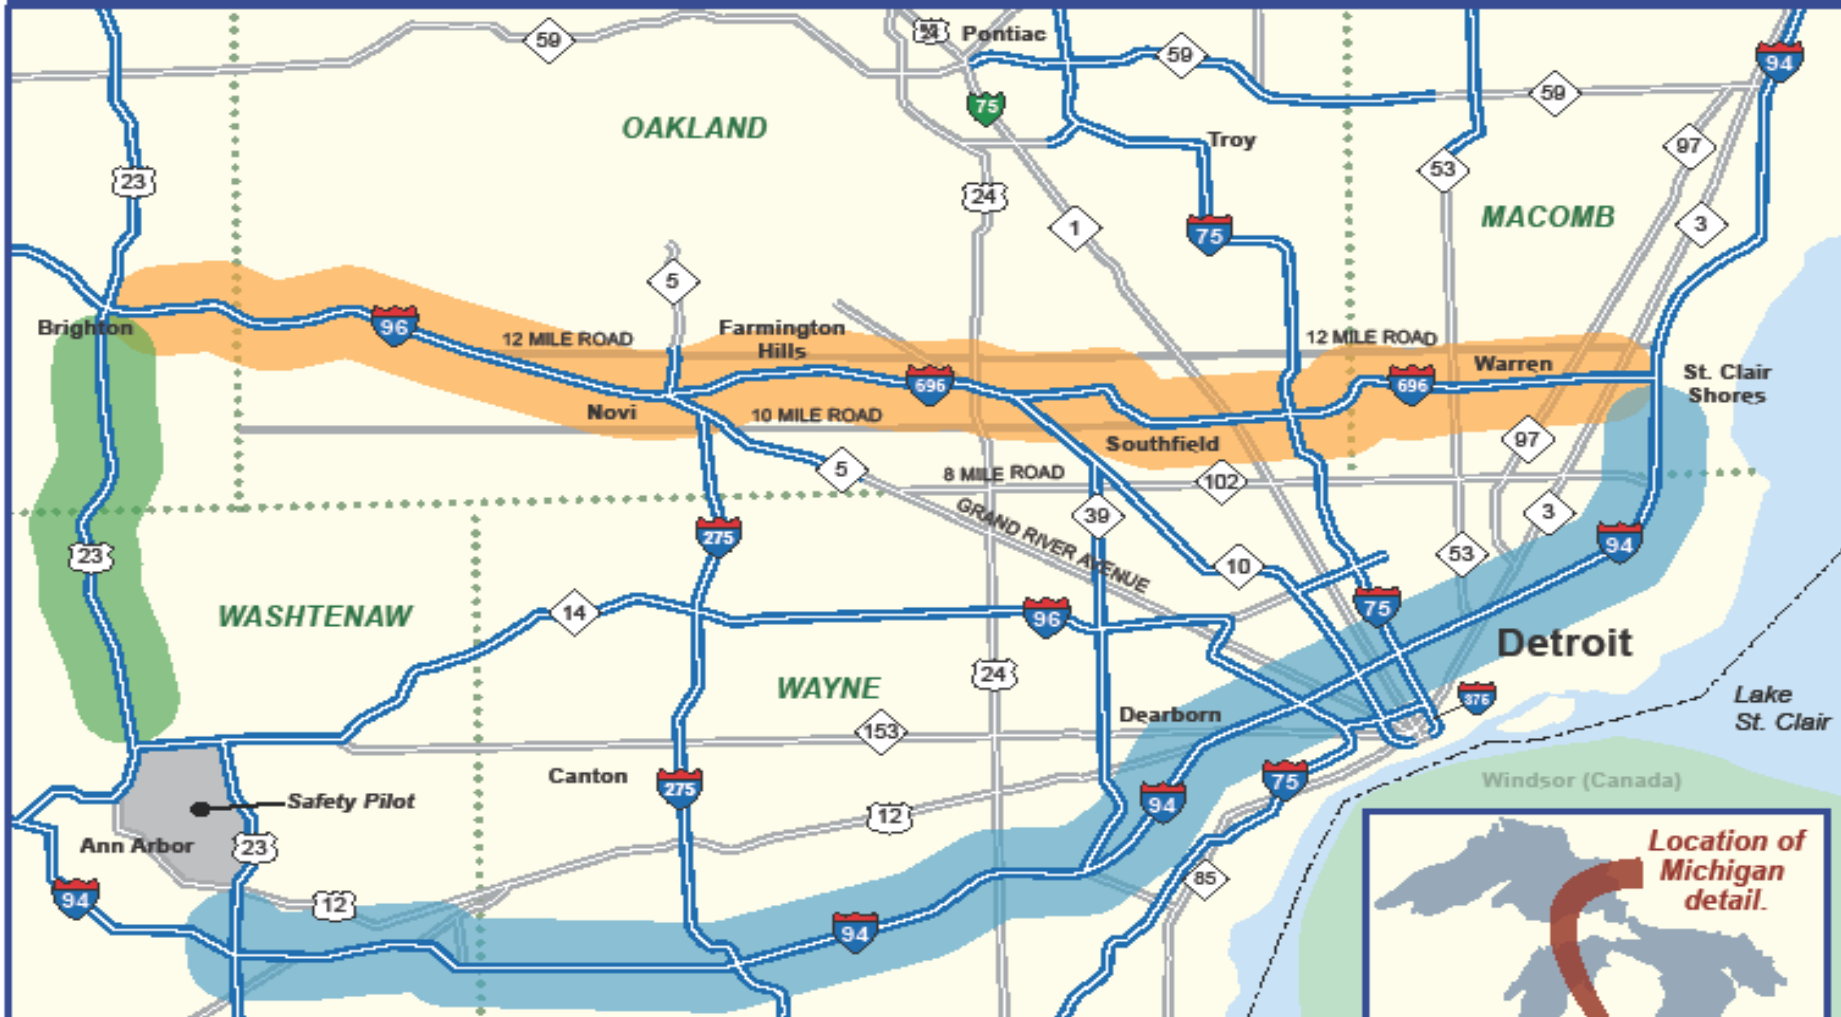 59
24
Pontiac
59
94
75
59
OAKLAND
Troy
97
23
53
24
MACOMB
1
3
75
5
Brighton
96
12 MILE ROAD
Farmington
Hills
12 MILE ROAD
696
696
Warren
St. Clair
Shores
Novi
10 MILE ROAD
Southfield
97
5
8 MILE ROAD
102
GRAND RIVER AVENUE
39
3
275
94
23
53
10
WASHTENAW
14
96
75
Detroit
24
WAYNE
375
Lake
St. Clair
Dearborn
153
Canton
275
75
Windsor (Canada)
Safety Pilot
94
12
Ann Arbor
23
Location of
Michigan
detail.
85
94
12
94